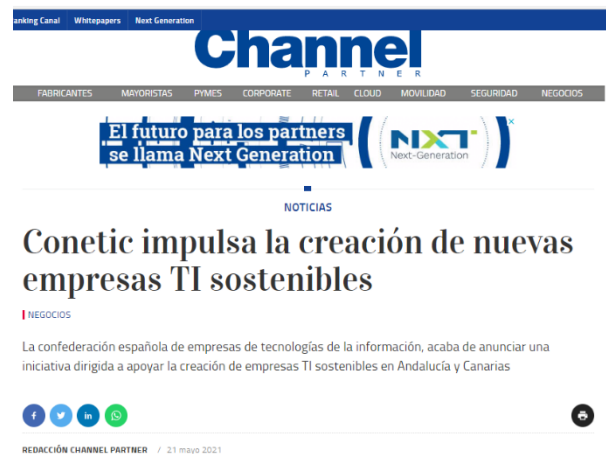 anking Canal Whitepapers Next Generation
Channel
PARTNER
FABRICANTES MAYORISTAS PYMES CORPORATE RETAIL CLOUD MOVILIDAD SEGURIDAD NEGOCIOS
El futuro para los partners
se llama Next Generation
NIXT
Next-Generation
NOTICIAS
Conetic impulsa la creación de nuevas
empresas TI sostenibles
NEGOCIOS
La confederación española de empresas de tecnologías de la información, acaba de anunciar una
iniciativa dirigida a apoyar la creación de empresas TI sostenibles en Andalucía y Canarias
REDACCIÓN CHANNEL PARTNER / 21 mayo 2021